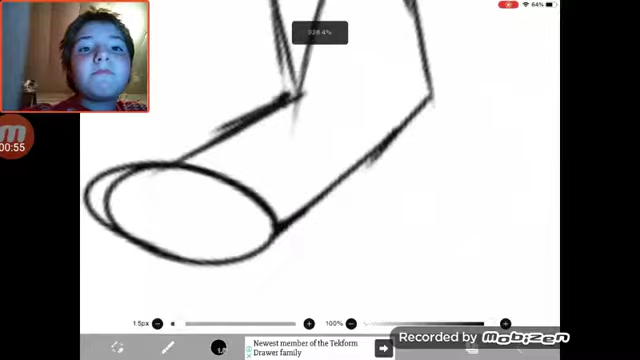 64%
328.4%
00:55
1.5px
100%
Newest member of the Tekform
Drawer family
Recorded by
mobizen